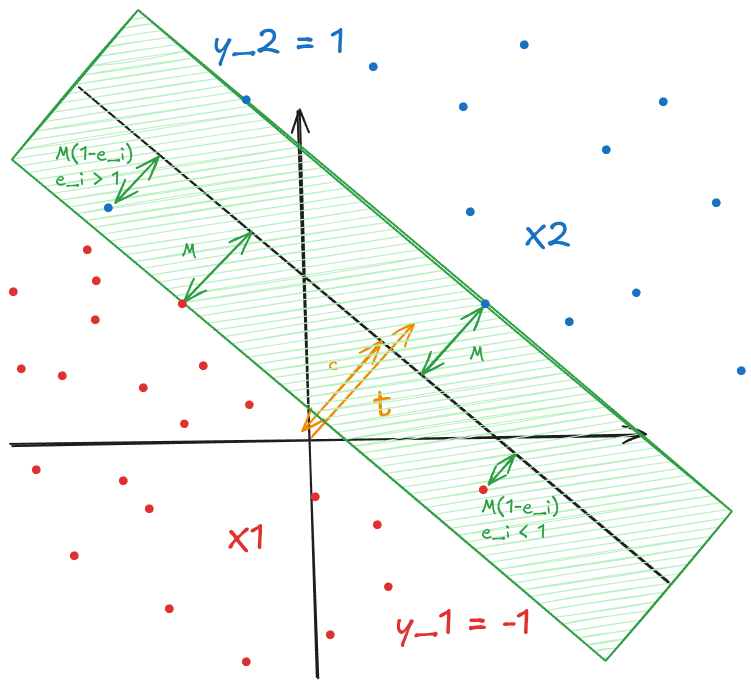 y_2 = 1
M(1-e_i)
e_i > 1
M
x2
c
M
t
M(1-e_i)
e_i < 1
x1
y_1 = -1